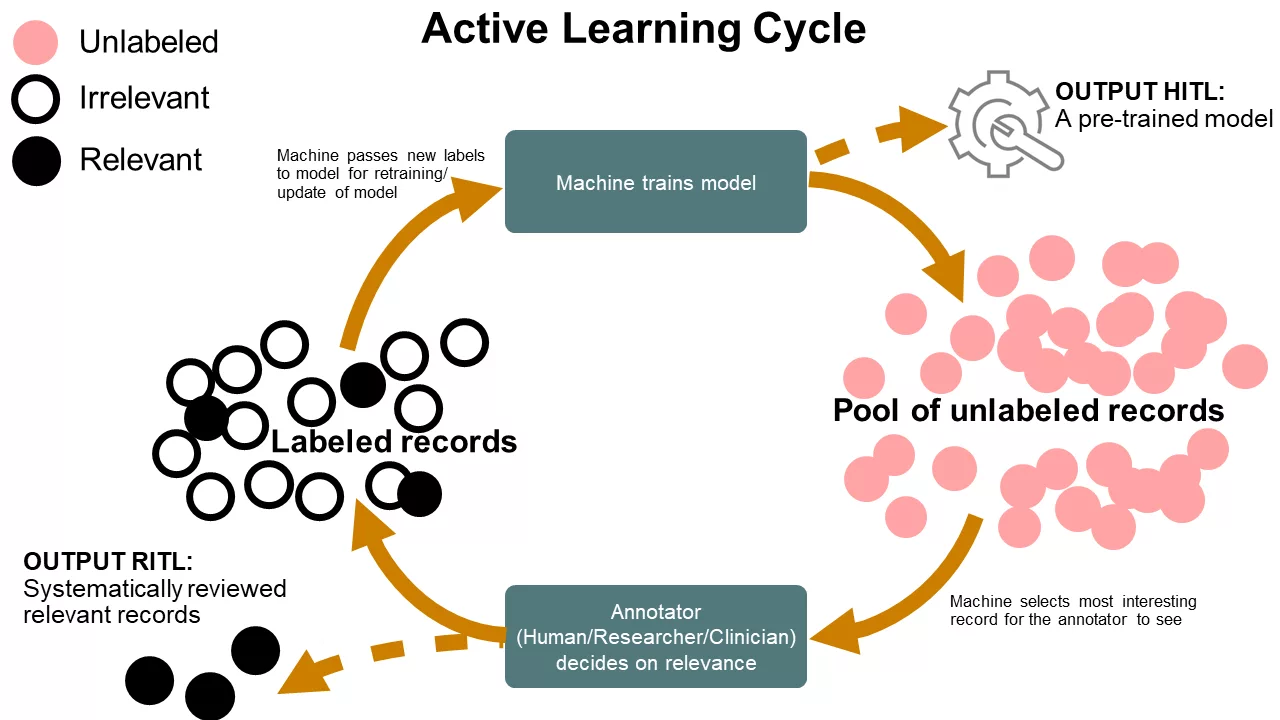 Active Learning Cycle
Unlabeled
Irrelevant
Relevant
OUTPUT HITL:
A pre-trained model
Machine passes new labels
to model for retraining/
update of model
Machine trains model
Pool of unlabeled records
Labeled records
OUTPUT RITL:
Systematically reviewed
relevant records
Annotator
(Human/Researcher/Clinician)
decides on relevance
Machine selects most interesting
record for the annotator to see